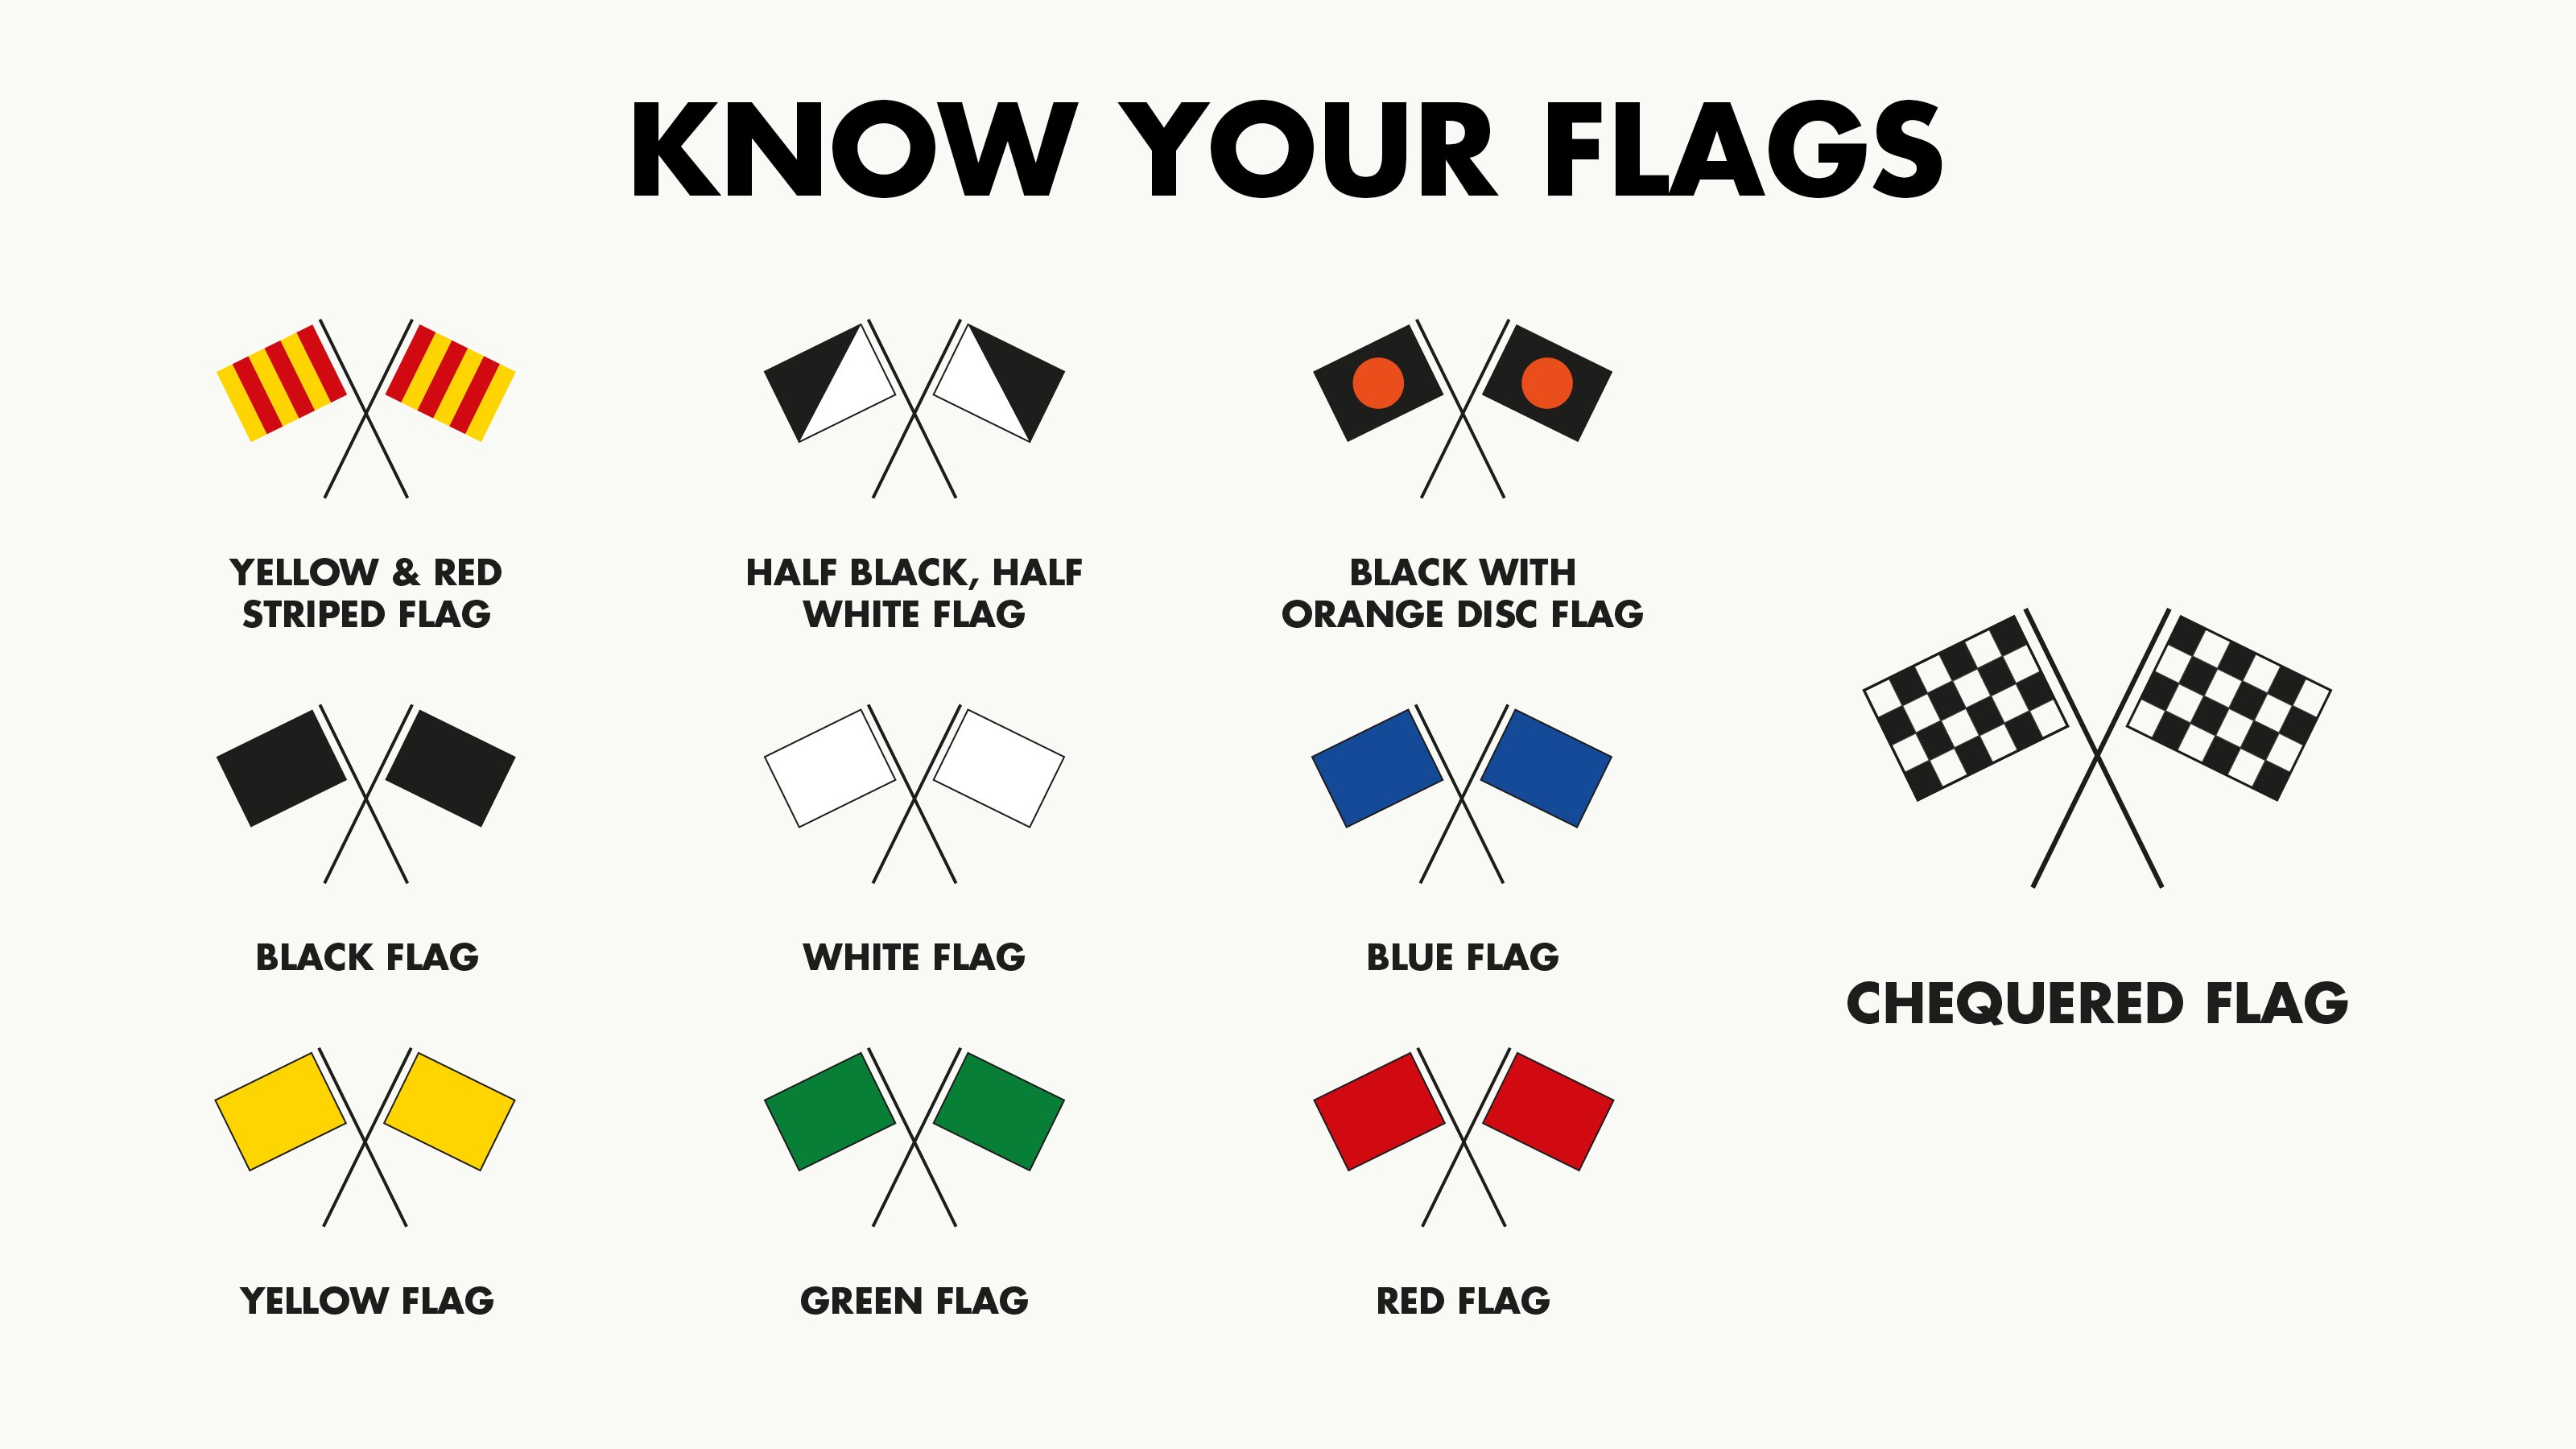 KNOW YOUR FLAGS
YELLOW & RED
STRIPED FLAG
HALF BLACK, HALF
WHITE FLAG
BLACK WITH
ORANGE DISC FLAG
BLACK FLAG
WHITE FLAG
BLUE FLAG
CHEQUERED FLAG
YELLOW FLAG
GREEN FLAG
RED FLAG